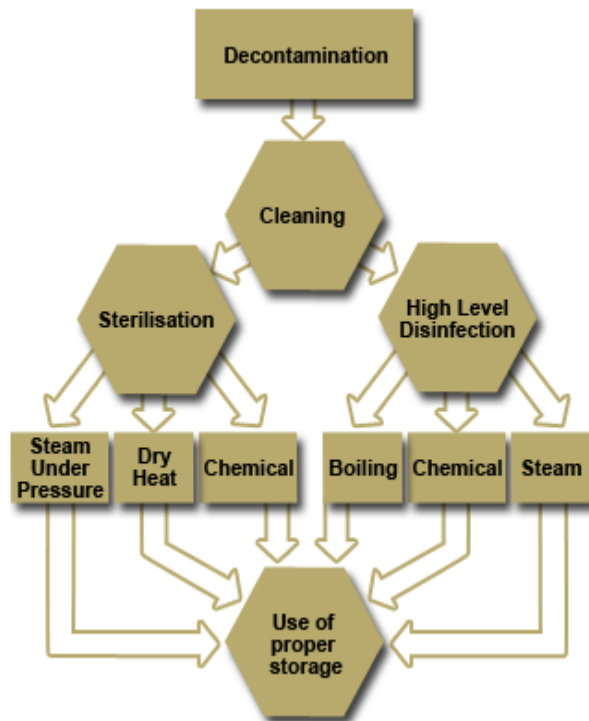 Decontamination
Cleaning
Sterilisation
High Level
Disinfection
Steam
Under
Pressure
Dry
Heat
Chemical
Boiling
Chemical
Steam
Use of
proper
storage